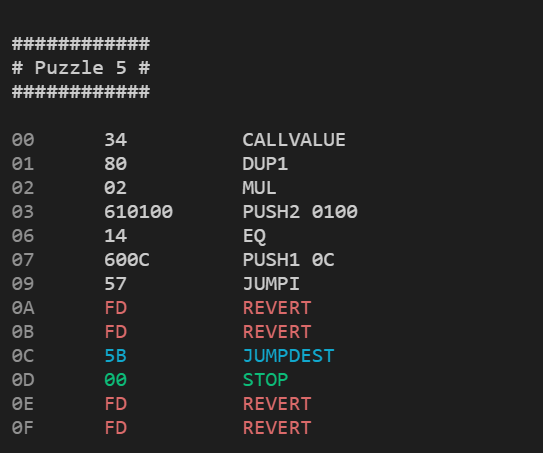 ############
# Puzzle 5 #
############
00 34 CALLVALUE
01 80 DUP1
02 02 MUL
03 610100 PUSH2 0100
06 14 EQ
07 600C PUSH1 0C
09 57 JUMPI
0A FD REVERT
0B FD REVERT
0C 5B JUMPDEST
0D 00 STOP
0E FD REVERT
0F FD REVERT